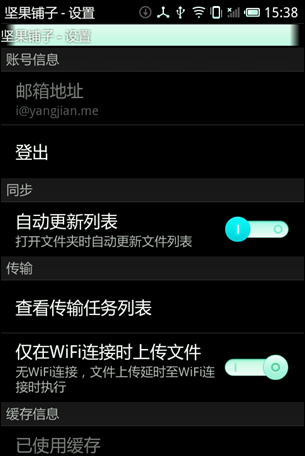 坚果铺子 - 设置 15:38
坚果铺子 - 设置
账号信息
邮箱地址
i@yangjian.me
登出
同步
自动更新列表
打开文件夹时自动更新文件列表
传输
查看传输任务列表
仅在WiFi连接时上传文件
无WiFi连接，文件上传延时至WiFi连
接时执行
缓存信息
已使用缓存